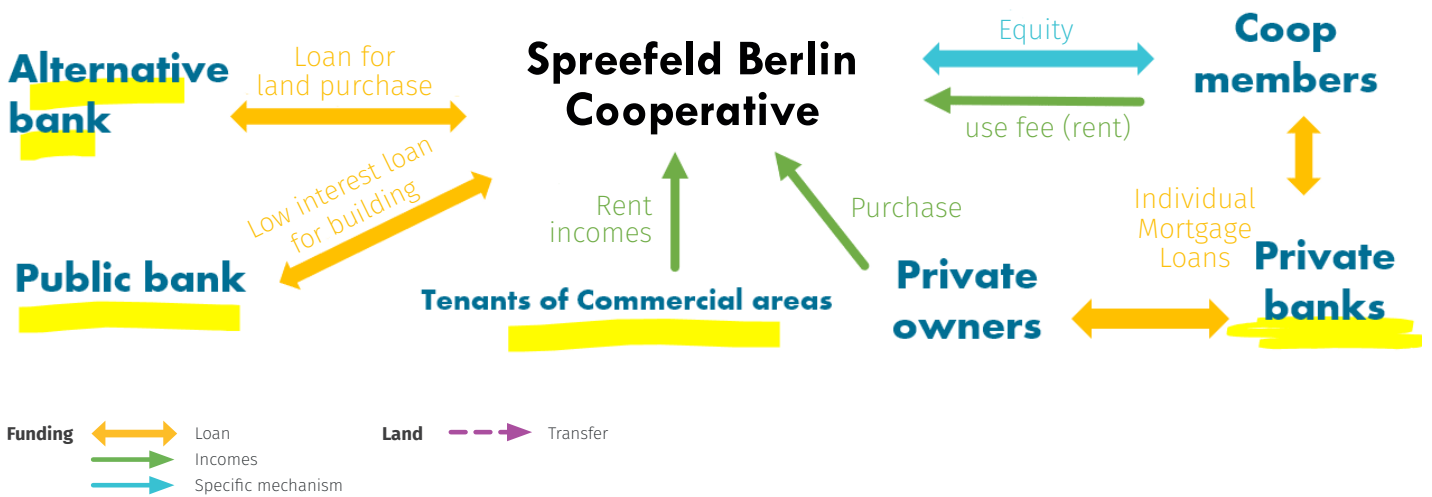 Alternative
bank
Loan for
land purchase
Spreefeld Berlin
Cooperative
Equity
use fee (rent)
Coop
members
Low interest loan
for building
Public bank
Rent
incomes
Tenants of Commercial areas
Purchase
Private
owners
Individual
Mortgage
Loans
Private
banks
Funding
Loan
Incomes
Specific mechanism
Land
Transfer